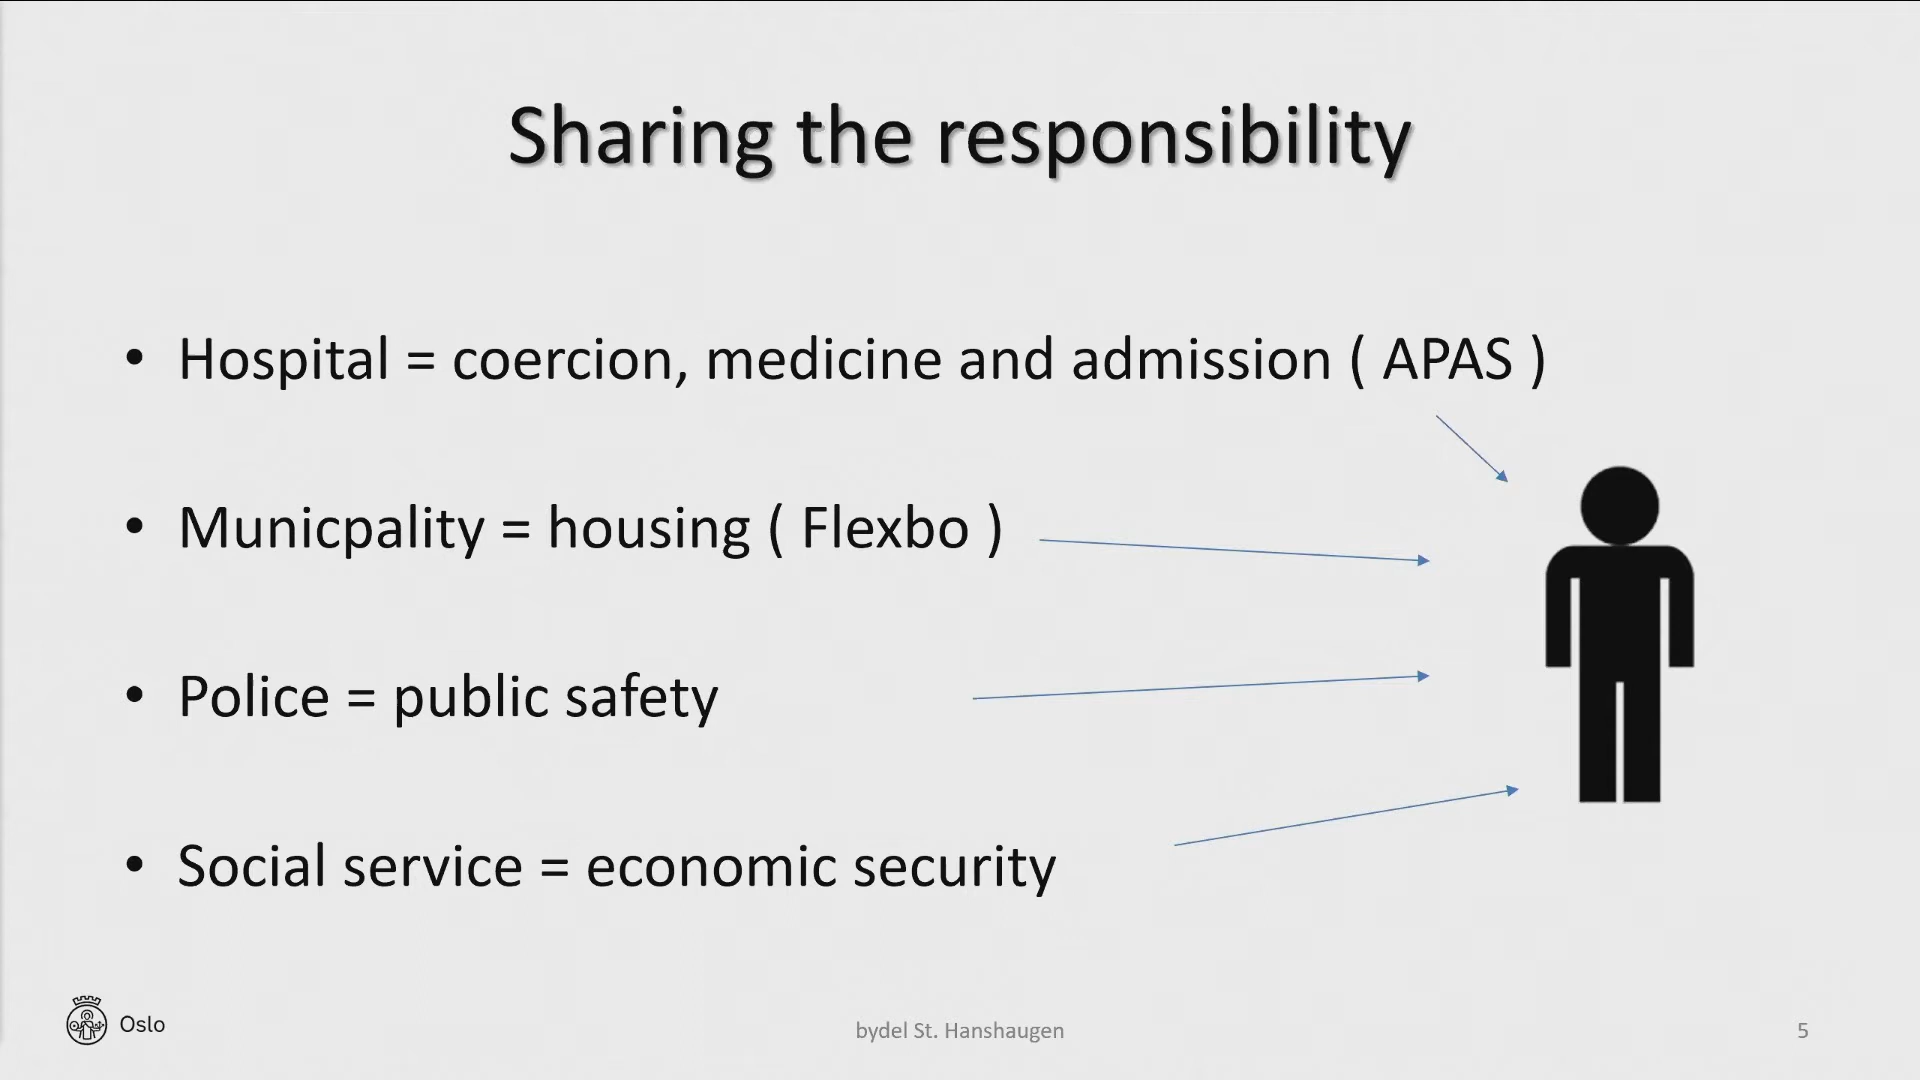 Sharing the responsibility
• Hospital = coercion, medicine and admission ( APAS )
• Municpality = housing ( Flexbo )
• Police = public safety
• Social service = economic security
Oslo
bydel St. Hanshaugen
5